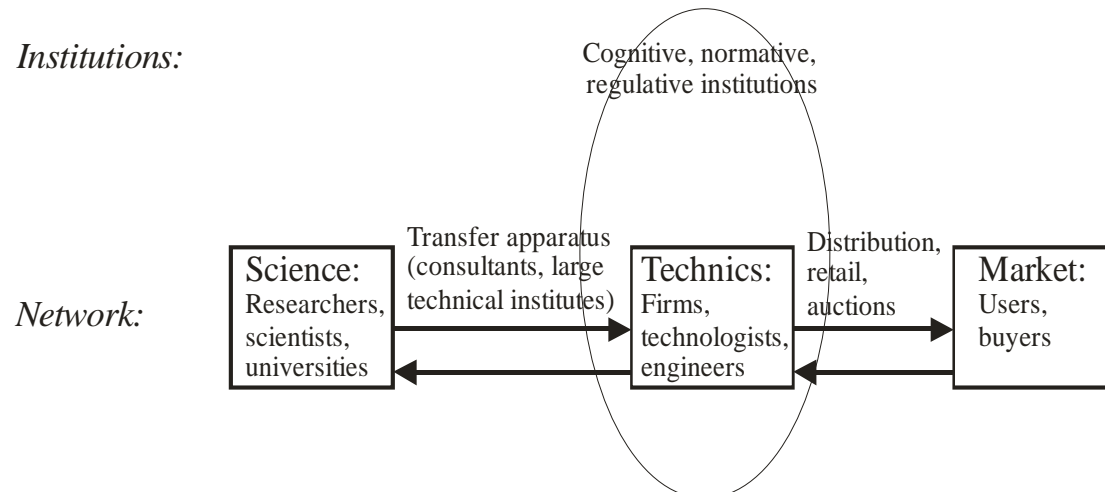 Institutions:
Cognitive, normative,
regulative institutions
Network:
Science:
Researchers,
scientists,
universities
Transfer apparatus
(consultants, large
technical institutes)
Technics:
Firms,
technologists,
engineers
Distribution,
retail,
auctions
Market:
Users,
buyers